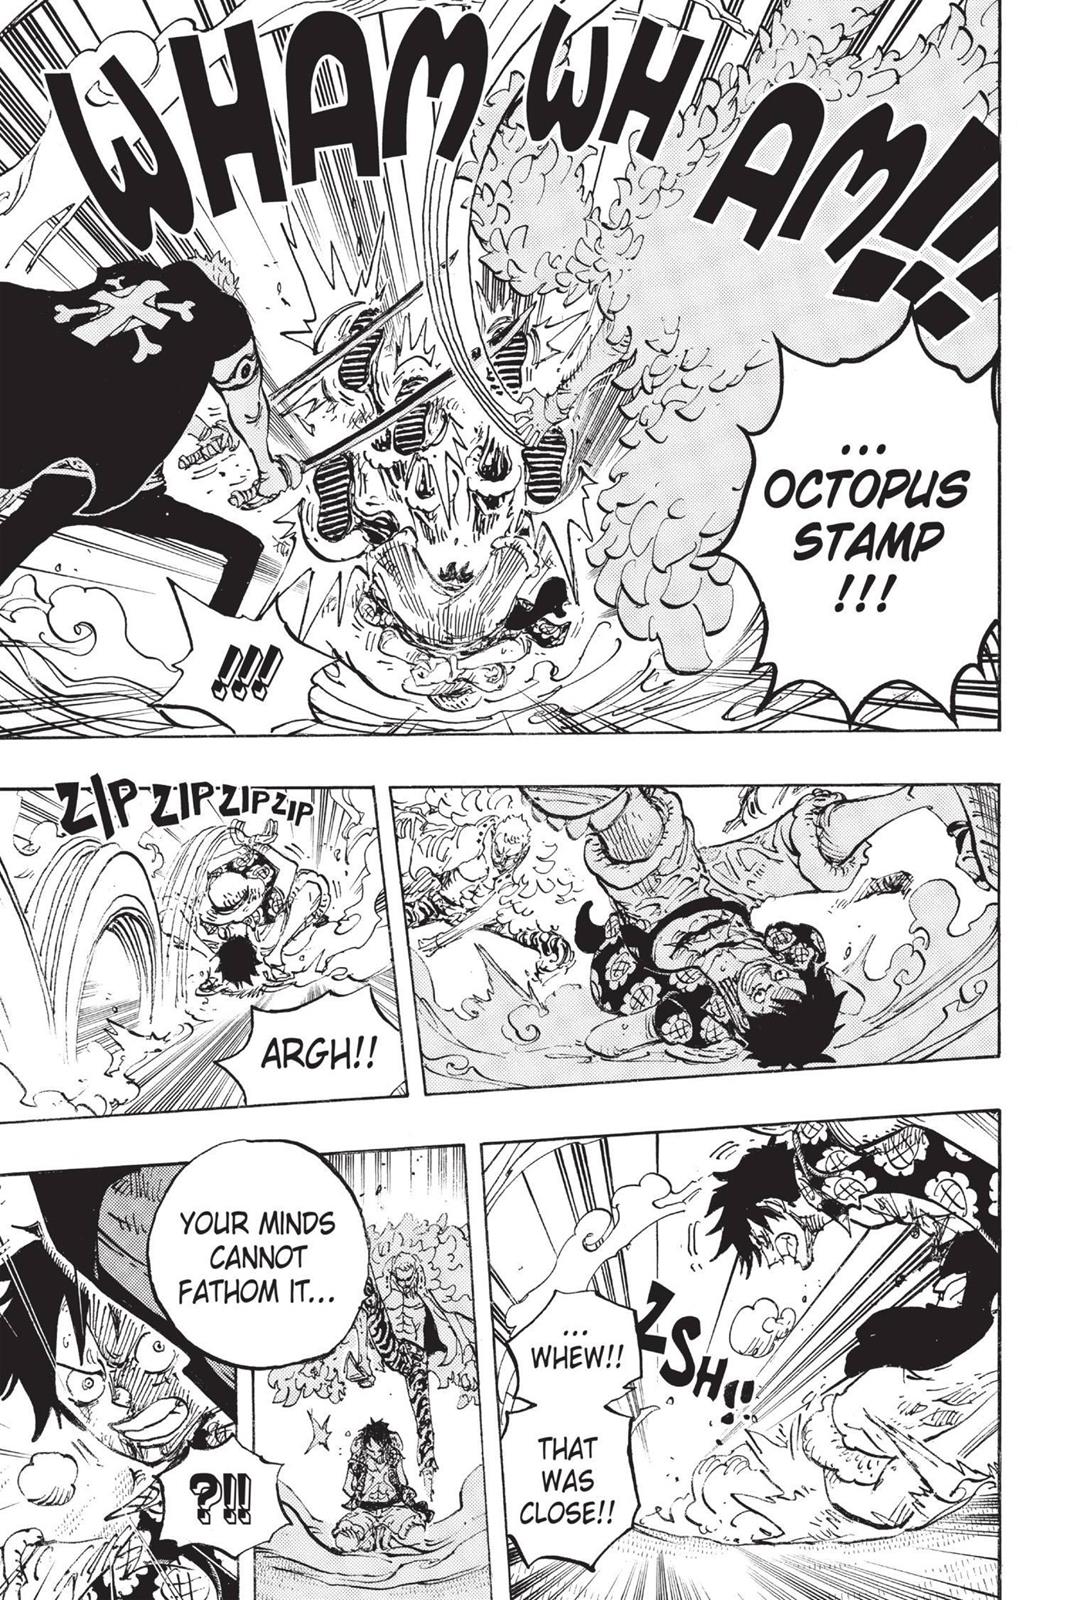 WHAM WHAM!!
...
OCTOPUS
STAMP
!!!
!!!
ZIP ZIP ZIP ZIP
ARGH!!
ZSH!!
...
WHEW!!
THAT
WAS
CLOSE!!
YOUR MINDS
CANNOT
FATHOM IT...
?!!